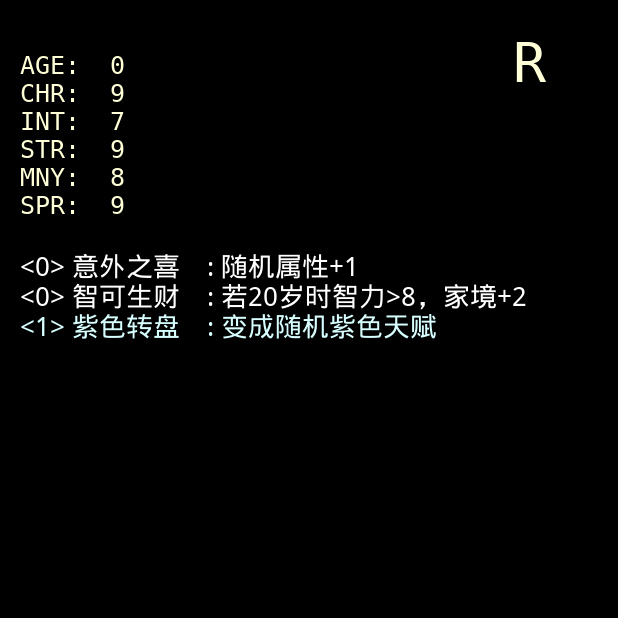 R
AGE: 0
CHR: 9
INT: 7
STR: 9
MNY: 8
SPR: 9
<0> 意外之喜 : 随机属性+1
<0> 智可生财 : 若20岁时智力>8，家境+2
<1> 紫色转盘 : 变成随机紫色天赋